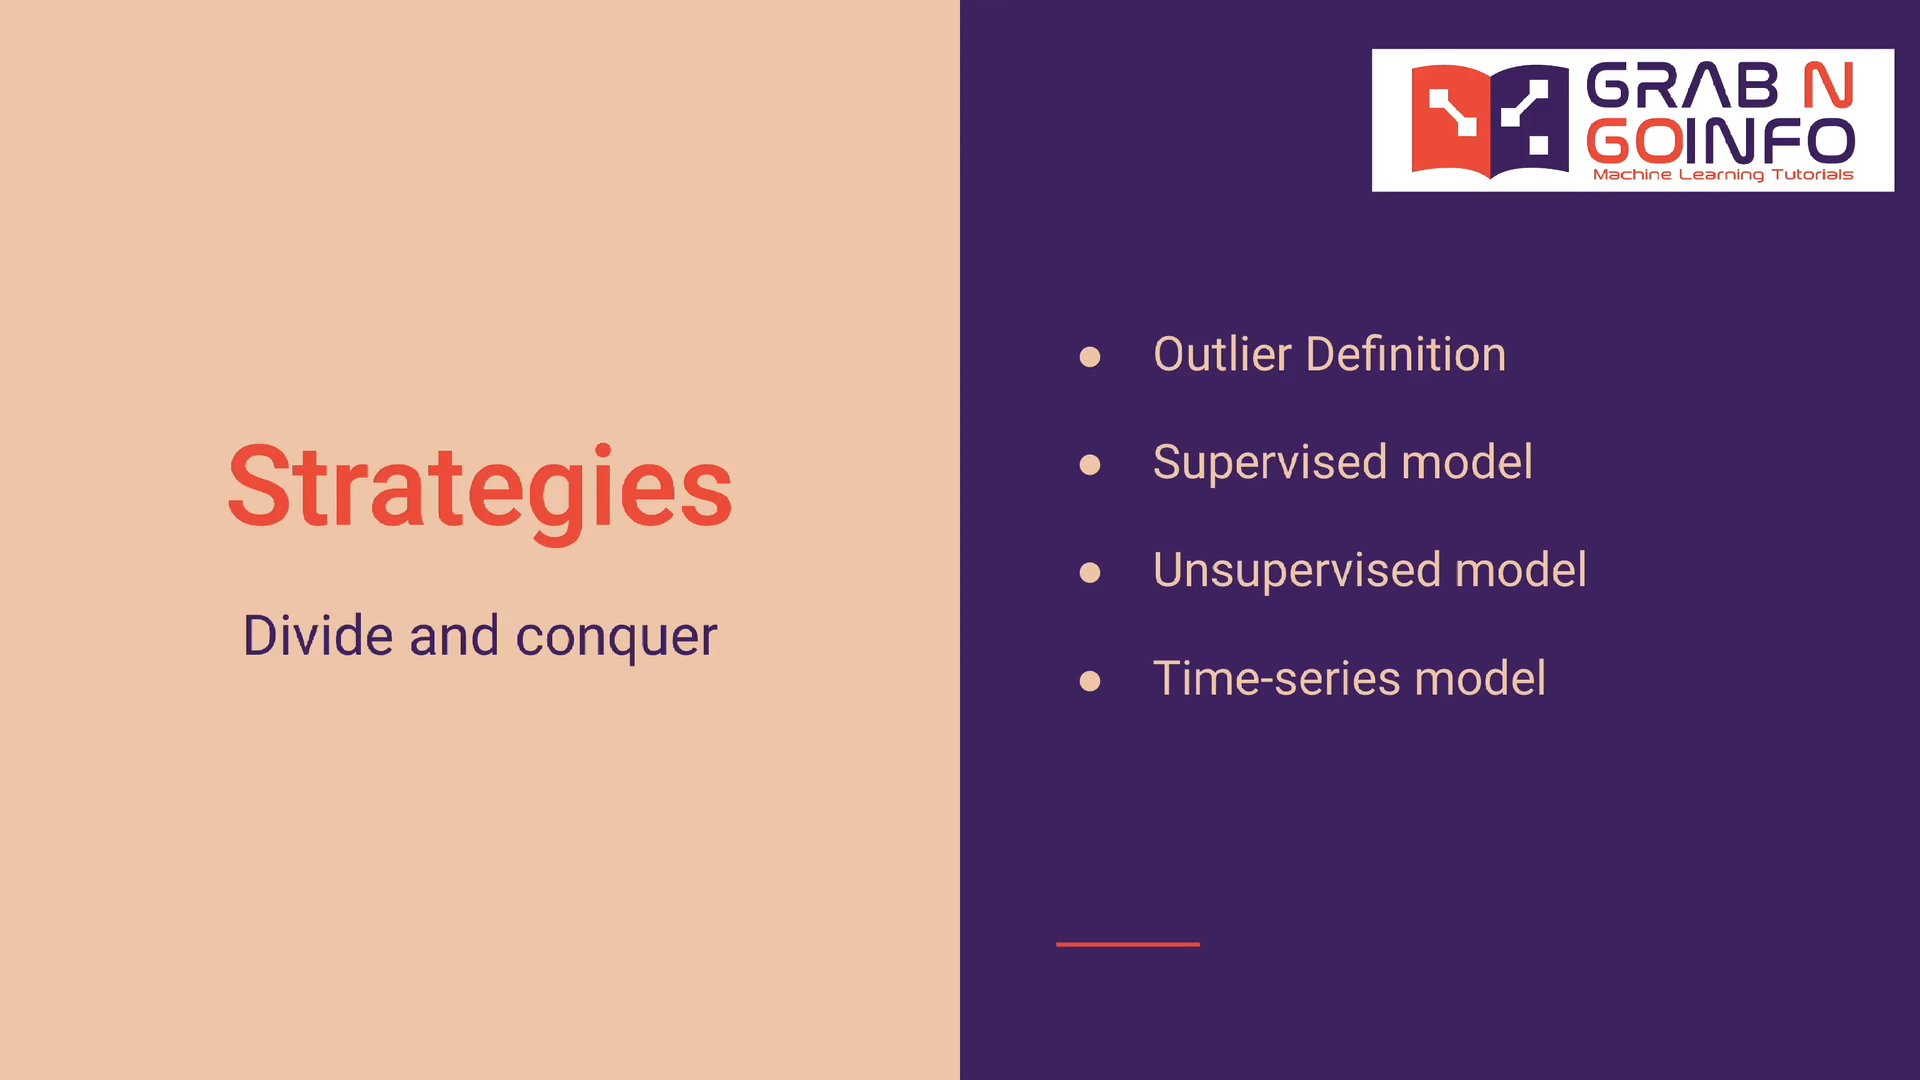 Strategies
Divide and conquer
GRAB N
GOINFO
Machine Learning Tutorials
● Outlier Definition
● Supervised model
● Unsupervised model
● Time-series model